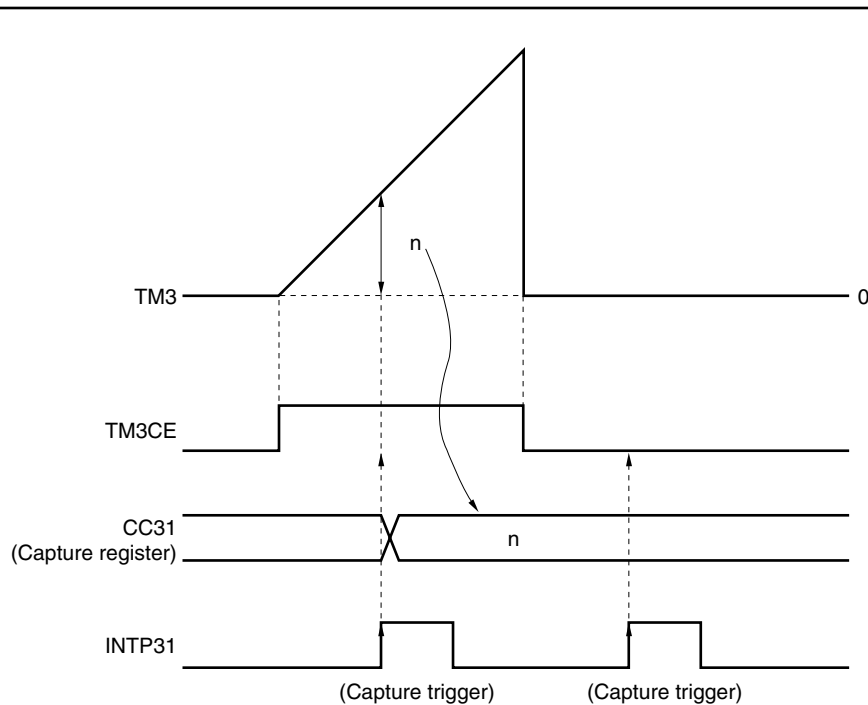 n
TM3
0
TM3CE
CC31
(Capture register)
n
INTP31
(Capture trigger)
(Capture trigger)